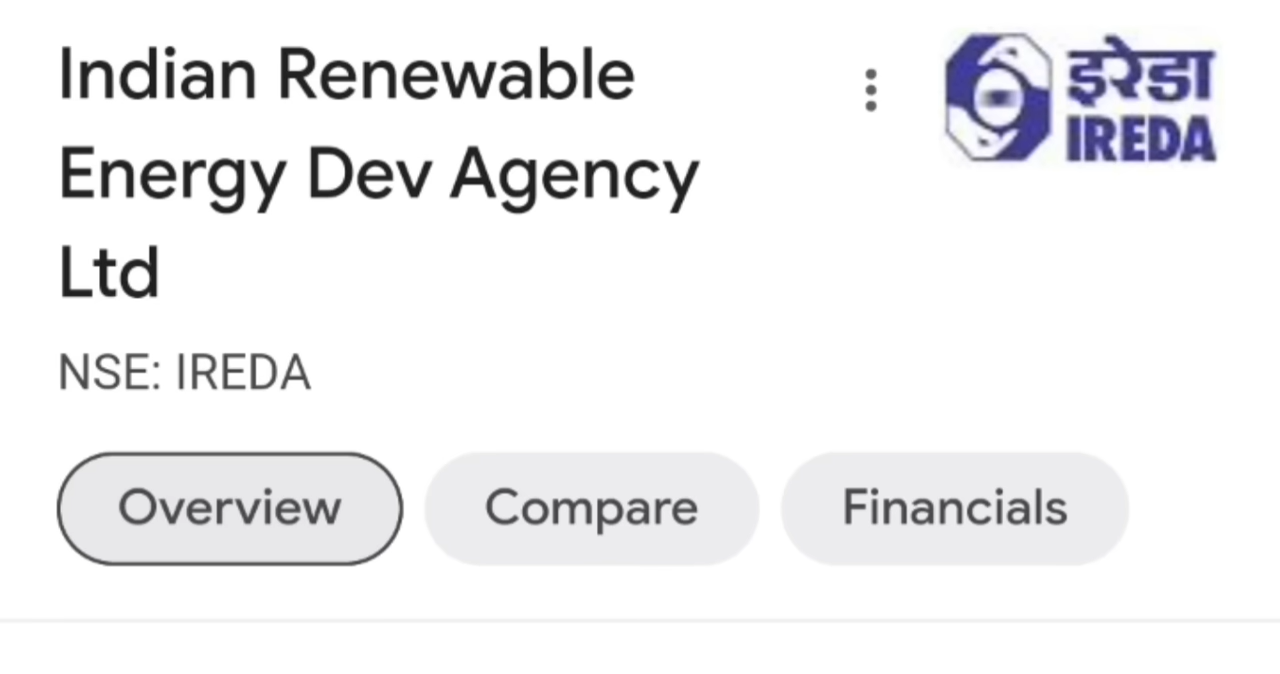 Indian Renewable
Energy Dev Agency
Ltd
इरेडा
IREDA
NSE: IREDA
Overview
Compare
Financials